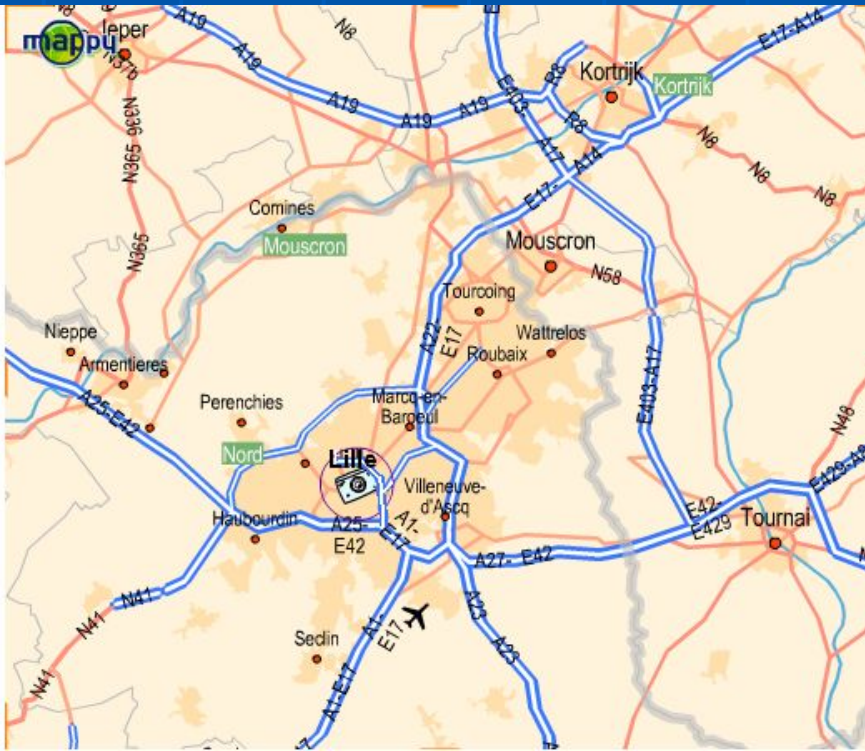 mappy
Ieper
N37b
A19
A19
N8
A19
A19
A19
N8
E403-
A17
R8
R8
Kortrijk
Kortrijk
E17-A14
E17-
A14
N8
N8
N8
N336
N365
N365
Comines
Mouscron
Mouscron
N58
Tourcoing
A22-
E17
Wattrelos
Roubaix
Nieppe
Armentieres
A25-E42
Perenchies
Marcq-en-
Baroeul
E403-A17
N48
Nord
Lille
Villeneuve-
d'Ascq
E429-A8
E42-
E429
Tournai
Haubourdin
A25-
E42
A1-
E17
A27- E42
N41
N41
N41
A23
A23
A1-
E17
Seclin
A1-E17